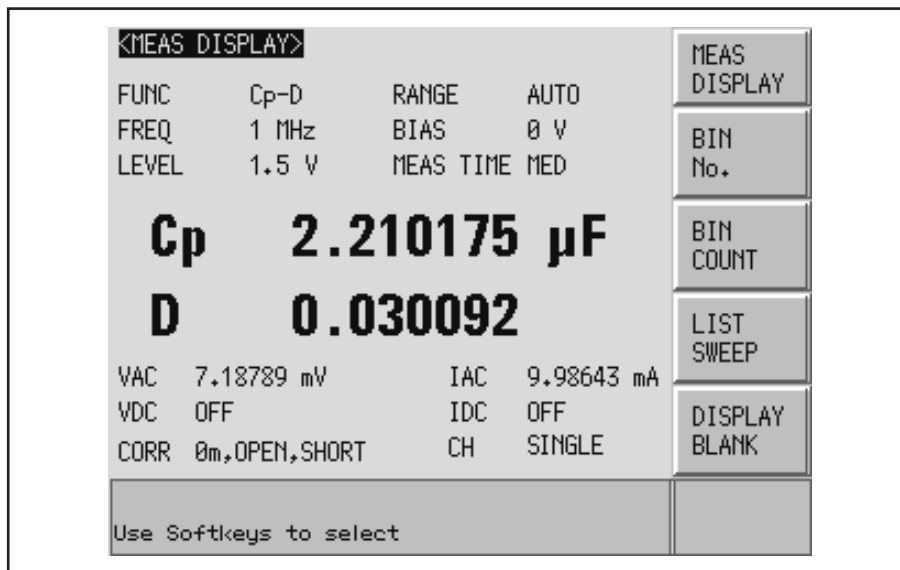 <MEAS DISPLAY>
FUNC Cp-D RANGE AUTO
FREQ 1 MHz BIAS 0 V
LEVEL 1.5 V MEAS TIME MED
Cp 2.210175 µF
D 0.030092
VAC 7.18789 mV IAC 9.98643 mA
VDC OFF IDC OFF
CORR 0m,OPEN,SHORT CH SINGLE
Use Softkeys to select
MEAS
DISPLAY
BIN
No.
BIN
COUNT
LIST
SWEEP
DISPLAY
BLANK